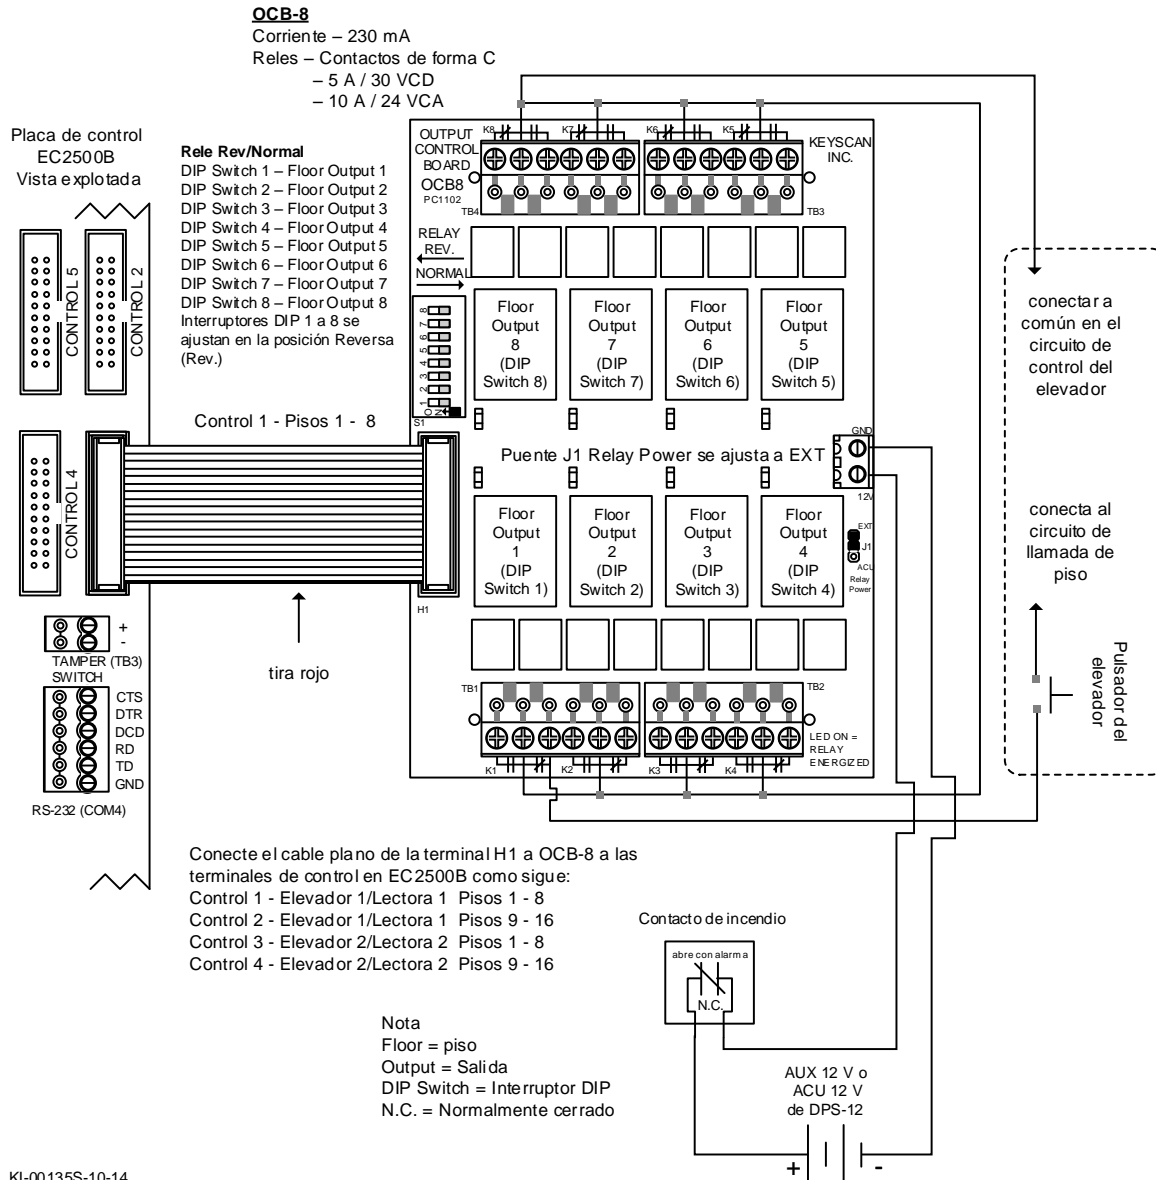 OCB-8
Corriente – 230 mA
Reles – Contactos de forma C
– 5 A / 30 VCD
– 10 A / 24 VCA
Placa de control
EC2500B
Vista explotada
Rele Rev/Normal
DIP Switch 1 – Floor Output 1
DIP Switch 2 – Floor Output 2
DIP Switch 3 – Floor Output 3
DIP Switch 4 – Floor Output 4
DIP Switch 5 – Floor Output 5
DIP Switch 6 – Floor Output 6
DIP Switch 7 – Floor Output 7
DIP Switch 8 – Floor Output 8
Interruptores DIP 1 a 8 se
ajustan en la posición Reversa
(Rev.)
CONTROL 5
CONTROL 2
CONTROL 4
Control 1 - Pisos 1 - 8
tira rojo
OUTPUT
CONTROL
BOARD
OCB8
PC1102
K8
K7
K6
K5
KEYSCAN
INC.
TB4
TB3
RELAY
REV.
NORMAL
8
7
6
5
4
3
2
1
ON
S1
Floor
Output
8
(DIP
Switch 8)
Floor
Output
7
(DIP
Switch 7)
Floor
Output
6
(DIP
Switch 6)
Floor
Output
5
(DIP
Switch 5)
Puente J1 Relay Power se ajusta a EXT
GND
12V
EXT
J1
ACU
Relay
Power
Floor
Output
1
(DIP
Switch 1)
Floor
Output
2
(DIP
Switch 2)
Floor
Output
3
(DIP
Switch 3)
Floor
Output
4
(DIP
Switch 4)
H1
TB1
TB2
K1
K2
K3
K4
LED ON =
RELAY
ENERGIZED
conectar a
común en el
circuito de
control del
elevador
conecta al
circuito de
llamada de
piso
Pulsador del
elevador
+
-
TAMPER (TB3)
SWITCH
CTS
DTR
DCD
RD
TD
GND
RS-232 (COM4)
Conecte el cable plano de la terminal H1 a OCB-8 a las
terminales de control en EC2500B como sigue:
Control 1 - Elevador 1/Lectora 1 Pisos 1 - 8
Control 2 - Elevador 1/Lectora 1 Pisos 9 - 16
Control 3 - Elevador 2/Lectora 2 Pisos 1 - 8
Control 4 - Elevador 2/Lectora 2 Pisos 9 - 16
Contacto de incendio
abre con alarma
N.C.
Nota
Floor = piso
Output = Salida
DIP Switch = Interruptor DIP
N.C. = Normalmente cerrado
AUX 12 V o
ACU 12 V
de DPS-12
+
-
KI-00135S-10-14